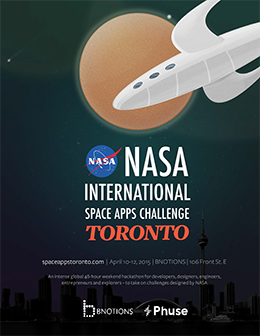 NASA NASA
INTERNATIONAL
SPACE APPS CHALLENGE
TORONTO
spaceappstoronto.com | April 10-12, 2015 | BNOTIONS | 106 Front St. E
An intense global 48-hour weekend hackathon for developers, designers, engineers,
entrepreneurs and explorers – to take on challenges designed by NASA
b BNOTIONS Phuse